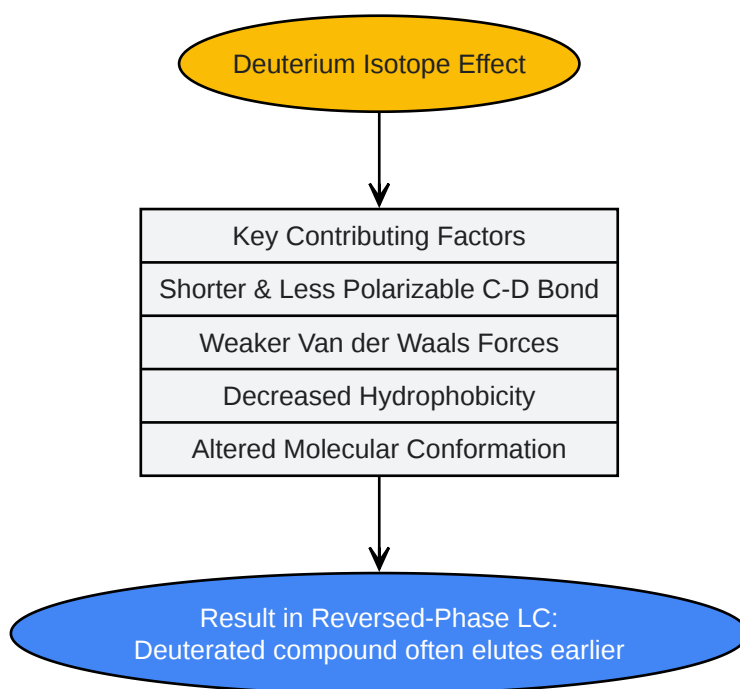 Deuterium Isotope Effect
Key Contributing Factors
Shorter & Less Polarizable C-D Bond
Weaker Van der Waals Forces
Decreased Hydrophobicity
Altered Molecular Conformation
Result in Reversed-Phase LC:
Deuterated compound often elutes earlier